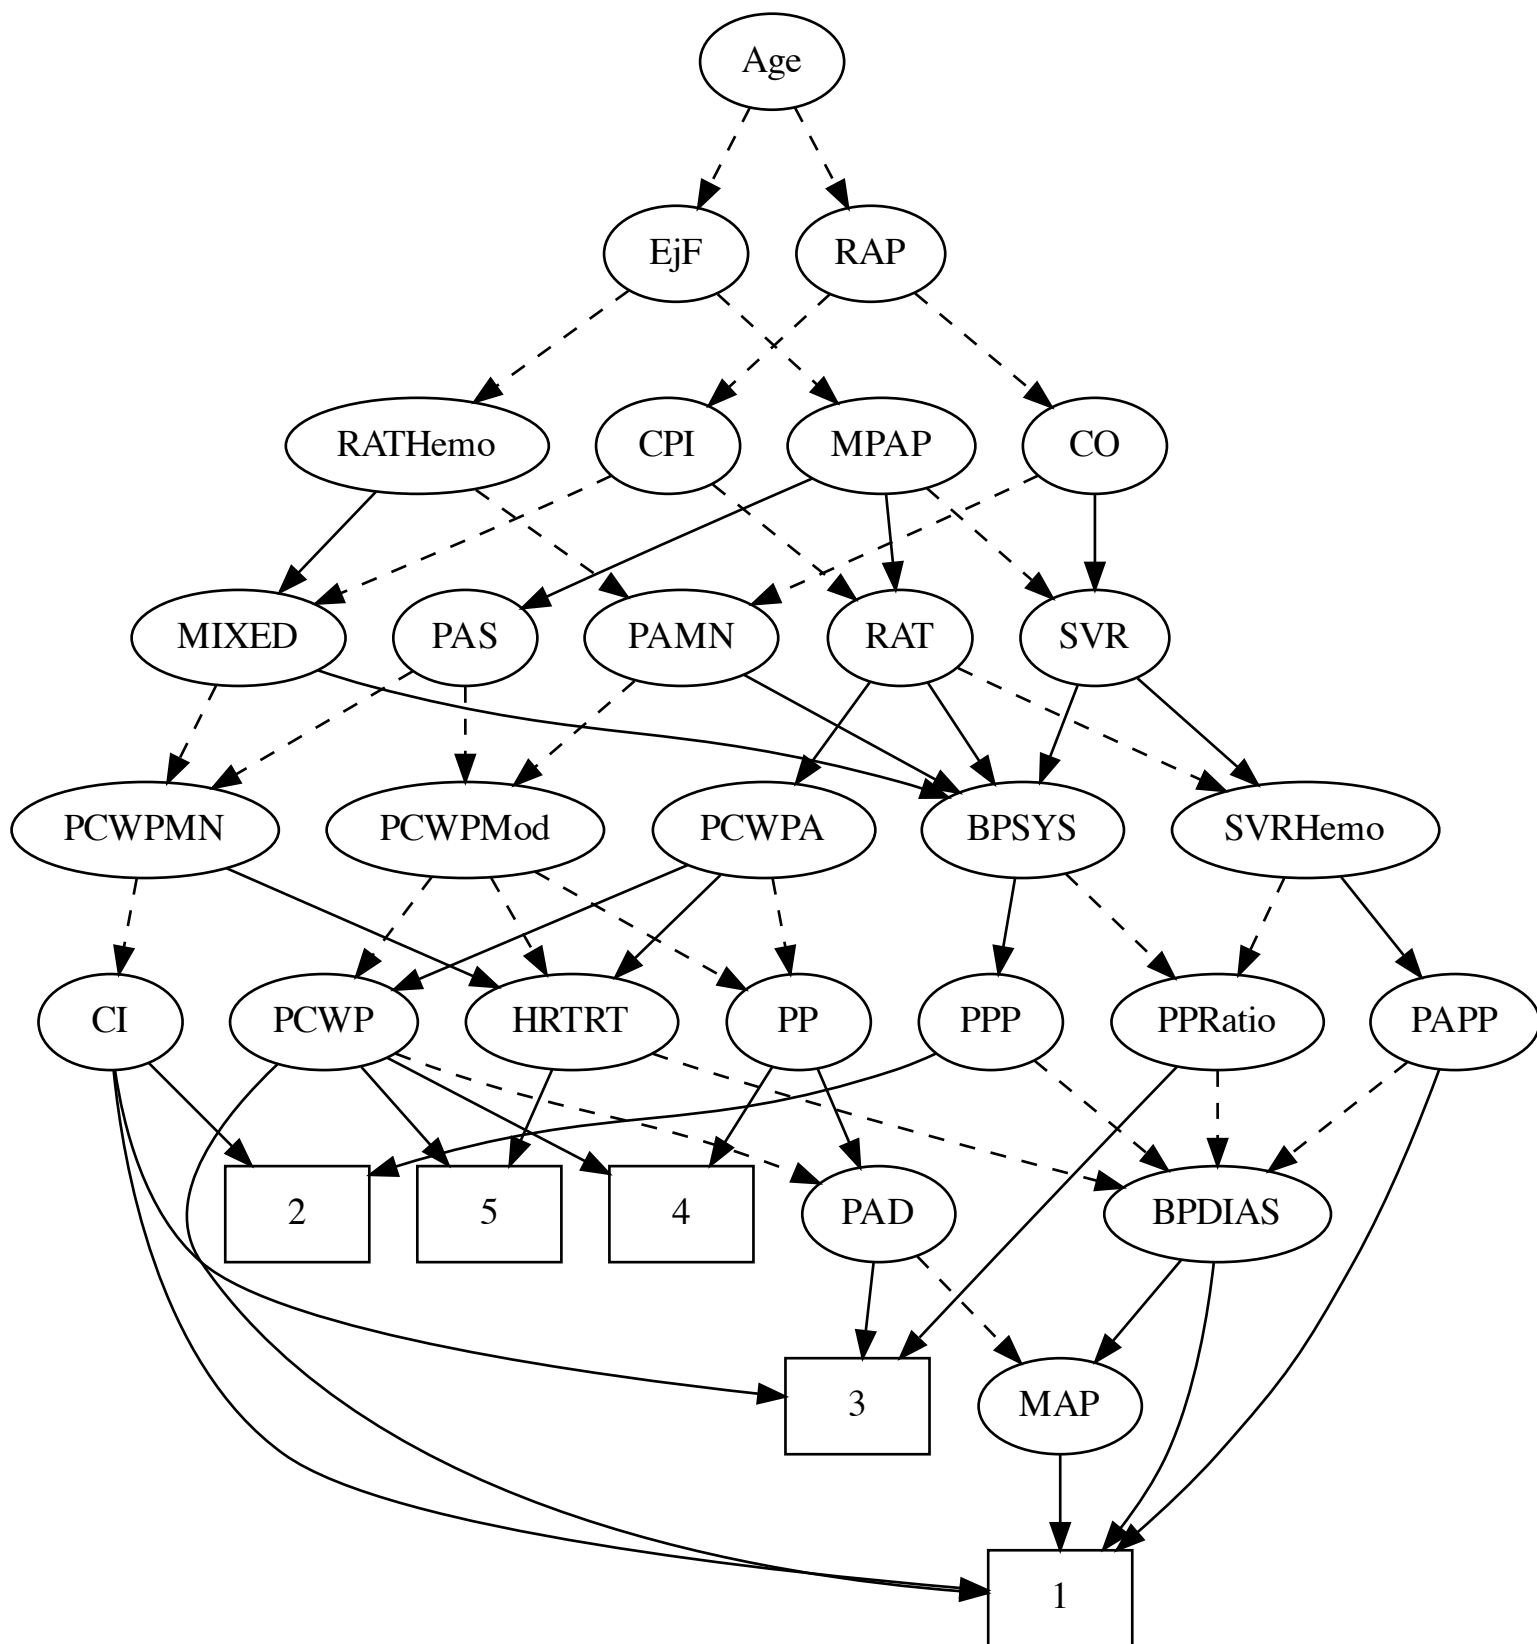 Age
EjF
RAP
RATHemo
CPI
MPAP
CO
MIXED
PAS
PAMN
RAT
SVR
PCWPMN
PCWPMod
PCWPA
BPSYS
SVRHemo
CI
PCWP
HRTRT
PP
PPP
PPRatio
PAPP
2
5
4
PAD
BPDIAS
3
MAP
1